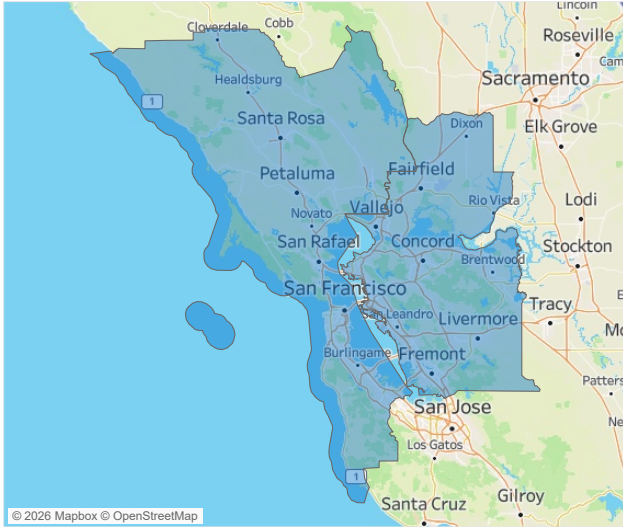 Lincoln
Cloverdale
Cobb
Roseville
Sacramento
Healdsburg
1
Santa Rosa
Dixon
Elk Grove
Petaluma
Fairfield
Rio Vista
Lodi
Novato
Vallejo
San Rafael
Concord
Stockton
Brentwood
San Francisco
Tracy
San Leandro
Livermore
Burlingame
Fremont
Patters
San Jose
Los Gatos
1
Santa Cruz
Gilroy
© 2026 Mapbox © OpenStreetMap